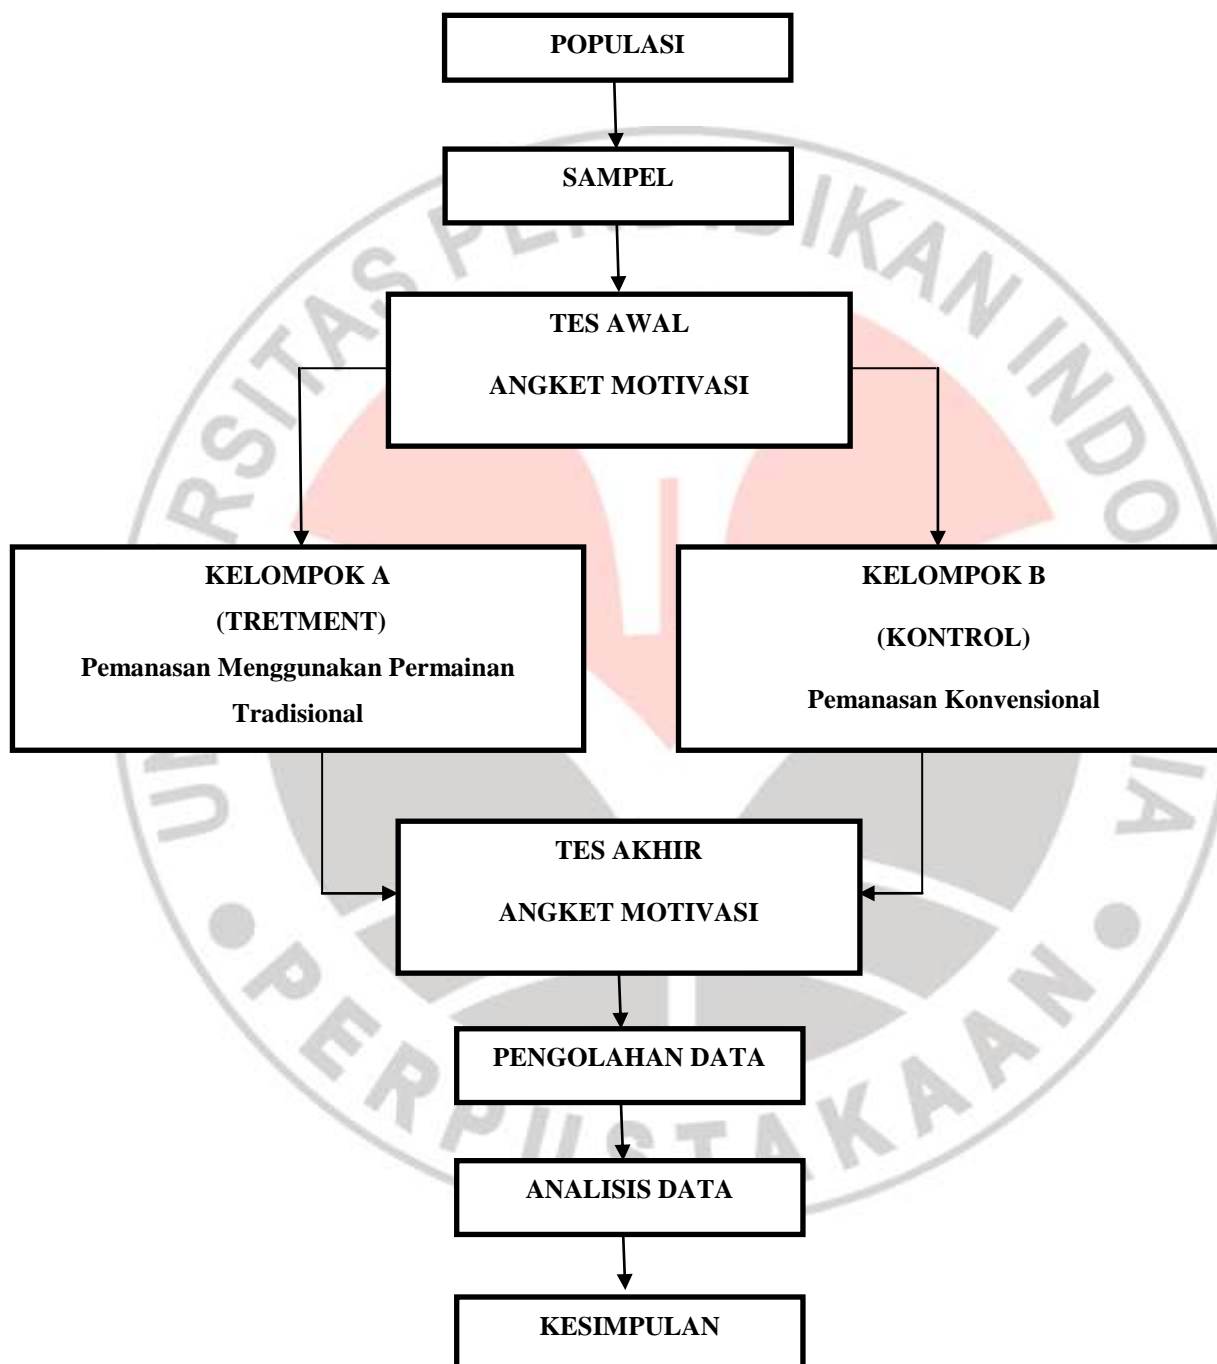 POPULASI
SAMPEL
TES AWAL
ANGKET MOTIVASI
KELOMPOK A
(TRETMENT)
Pemanasan Menggunakan Permainan
Tradisional
KELOMPOK B
(KONTROL)
Pemanasan Konvensional
TES AKHIR
ANGKET MOTIVASI
PENGOLAHAN DATA
ANALISIS DATA
KESIMPULAN
PERPUSTAKAAN